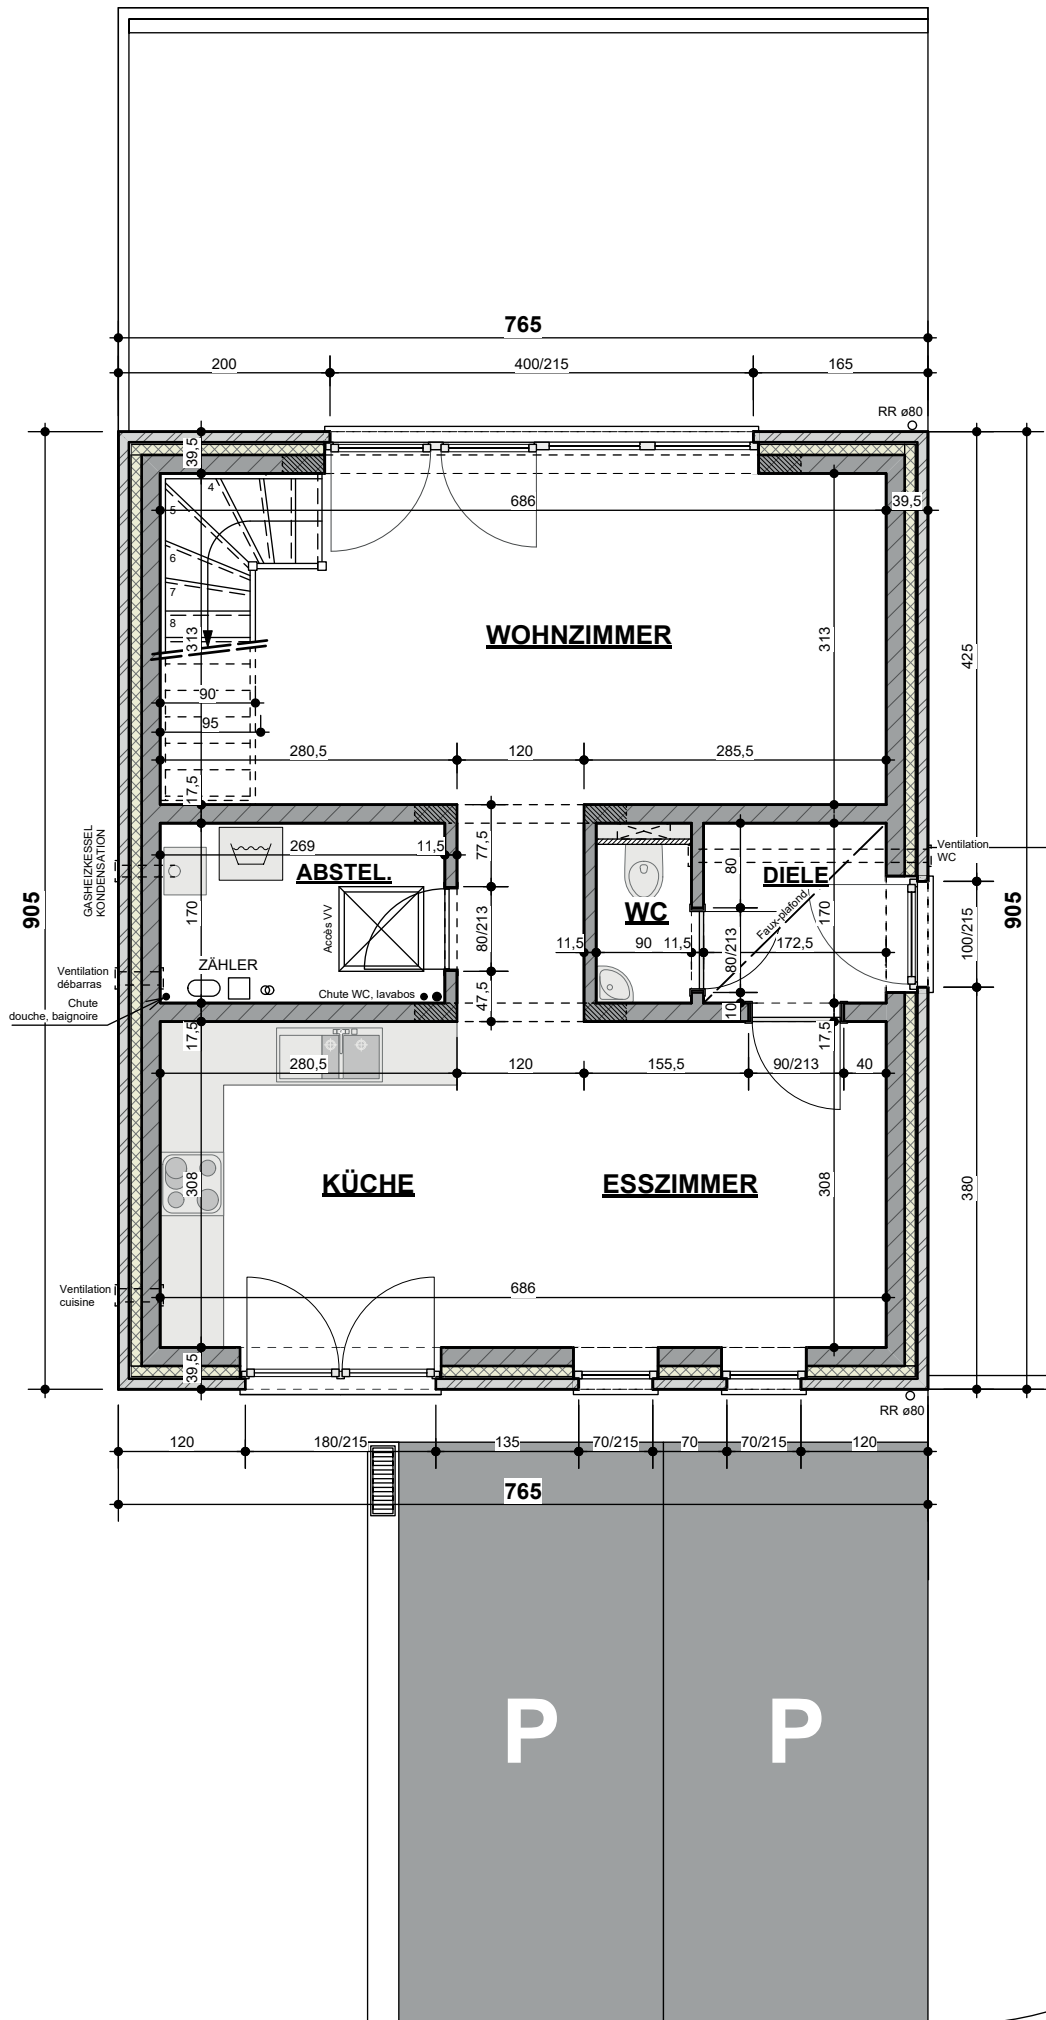 765
200
400/215
165
RR ø80
39,5
4
5
6
7
8
686
39,5
WOHNZIMMER
313
313
425
90
95
280,5
120
285,5
17,5
905
GASHEIZKESSEL
KONDENSATION
269
11,5
77,5
ABSTEL.
170
Accès VV
80/213
80
DIELE
Ventilation
WC
WC
Faux-plafond
170
100/215
905
11,5
90
11,5
80/213
172,5
ZÄHLER
Ventilation
débarras
Chute
douche, baignoire
Chute WC, lavabos
47,5
10
17,5
17,5
280,5
120
155,5
90/213
40
KÜCHE
ESSZIMMER
308
308
380
Ventilation
cuisine
686
39,5
RR ø80
120
180/215
135
70/215
70
70/215
120
765
P
P